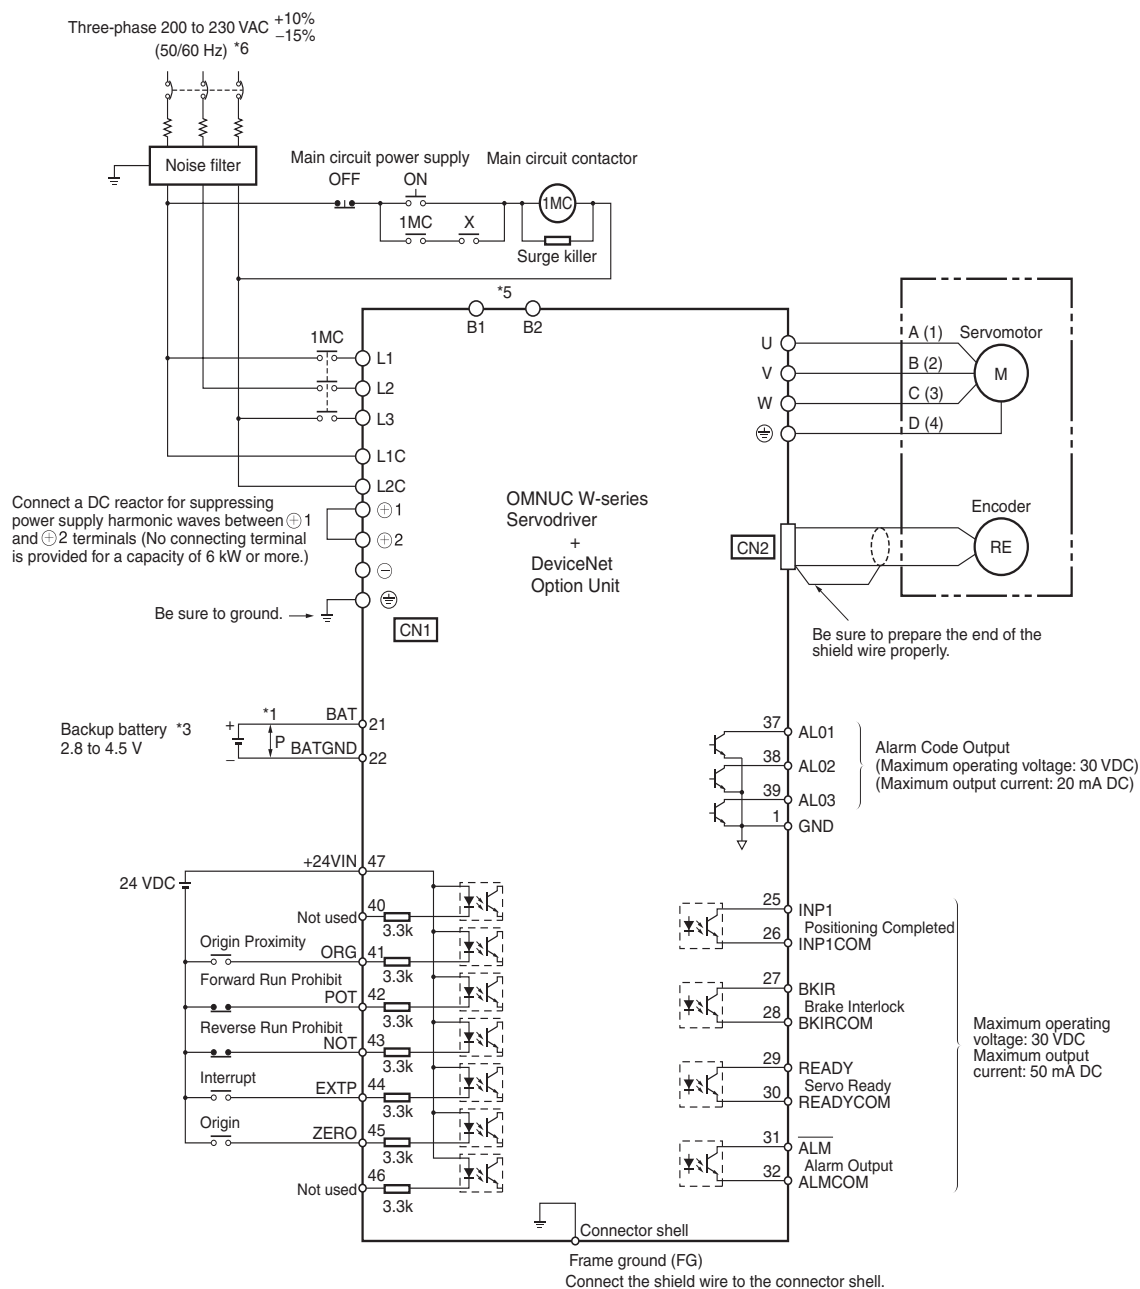 Three-phase 200 to 230 VAC +10%
−15%
(50/60 Hz) *6
Noise filter
Main circuit power supply
Main circuit contactor
OFF
ON
1MC
1MC
X
Surge killer
*5
B1
B2
1MC
L1
L2
L3
L1C
L2C
⊕1
⊕2
⊖
Connect a DC reactor for suppressing
power supply harmonic waves between ⊕1
and ⊕2 terminals (No connecting terminal
is provided for a capacity of 6 kW or more.)
Be sure to ground.
CN1
OMNUC W-series
Servodriver
+
DeviceNet
Option Unit
U
V
W
A (1)
B (2)
C (3)
D (4)
Servomotor
M
CN2
Encoder
RE
Be sure to prepare the end of the
shield wire properly.
Backup battery *3
2.8 to 4.5 V
+
−
*1
P
BAT
21
BATGND
22
37
AL01
38
AL02
39
AL03
1
GND
Alarm Code Output
(Maximum operating voltage: 30 VDC)
(Maximum output current: 20 mA DC)
24 VDC
+24VIN
47
Not used
40
3.3k
Origin Proximity
ORG
41
3.3k
Forward Run Prohibit
POT
42
3.3k
Reverse Run Prohibit
NOT
43
3.3k
Interrupt
EXTP
44
3.3k
Origin
ZERO
45
3.3k
Not used
46
3.3k
25
INP1
Positioning Completed
26
INP1COM
27
BKIR
Brake Interlock
28
BKIRCOM
29
READY
Servo Ready
30
READYCOM
31
ALM
Alarm Output
32
ALMCOM
Maximum operating
voltage: 30 VDC
Maximum output
current: 50 mA DC
Connector shell
Frame ground (FG)
Connect the shield wire to the connector shell.